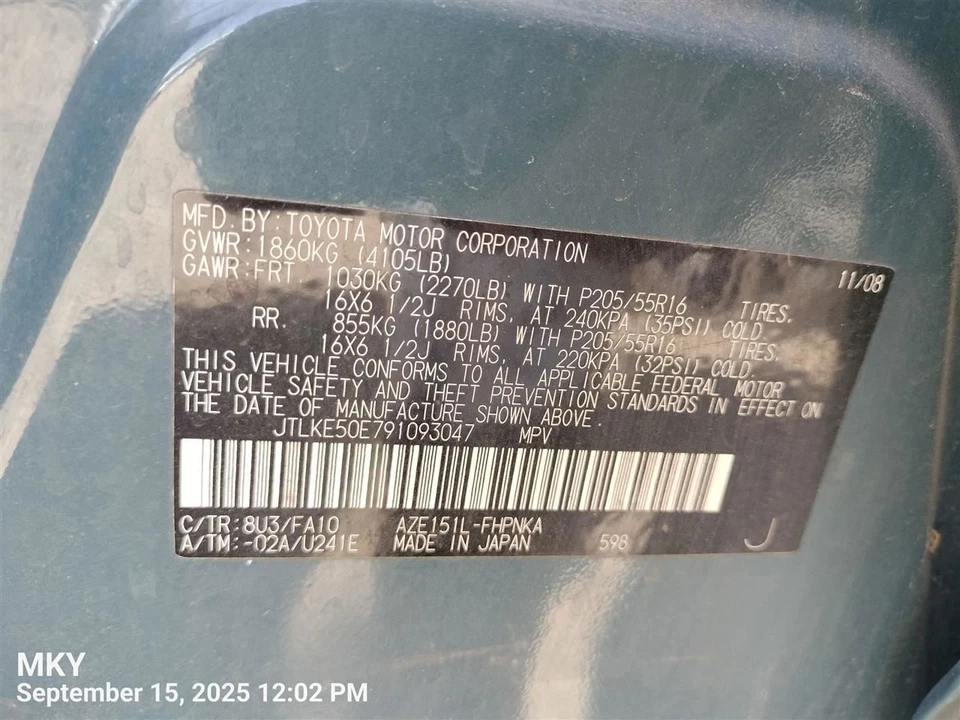 MFD. BY: TOYOTA MOTOR CORPORATION 11/08
GVWR: 1860KG (4105LB)
GAWR: FRT. 1030KG (2270LB) WITH P205/55R16 TIRES,
16X6 1/2J RIMS, AT 240KPA (35PSI) COLD
RR. 855KG (1880LB) WITH P205/55R16 TIRES,
16X6 1/2J RIMS, AT 220KPA (32PSI) COLD.
THIS VEHICLE CONFORMS TO ALL APPLICABLE FEDERAL MOTOR
VEHICLE SAFETY AND THEFT PREVENTION STANDARDS IN EFFECT ON
THE DATE OF MANUFACTURE SHOWN ABOVE.
JTLKE50E791093047 MPV
C/TR: 8U3/FA10 AZE151L-FHPNKA
A/TM: -02A/U241E MADE IN JAPAN 598 J
MKY
September 15, 2025 12:02 PM